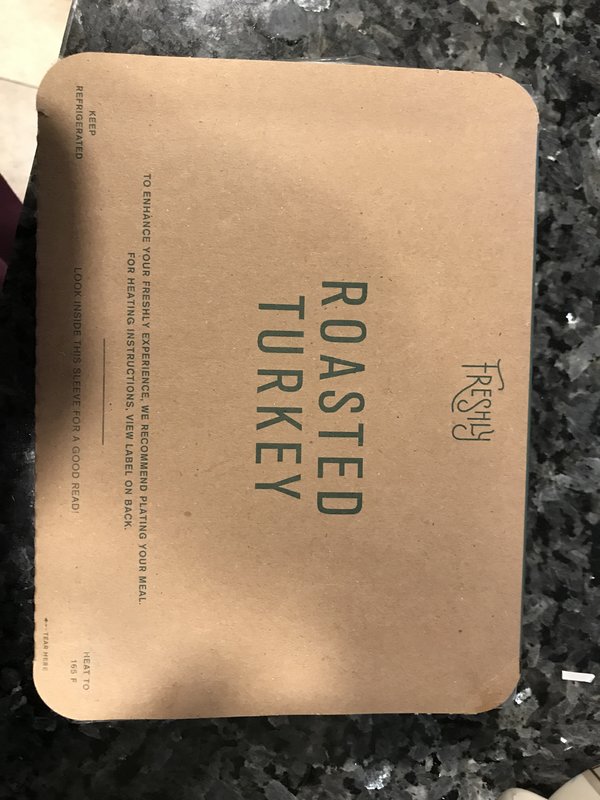 FRESHLY
ROASTED
TURKEY
TO ENHANCE YOUR FRESHLY EXPERIENCE, WE RECOMMEND PLATING YOUR MEAL.
FOR HEATING INSTRUCTIONS, VIEW LABEL ON BACK.
KEEP
REFRIGERATED
LOOK INSIDE THIS SLEEVE FOR A GOOD READ!
HEAT TO
165 F
TEAR HERE